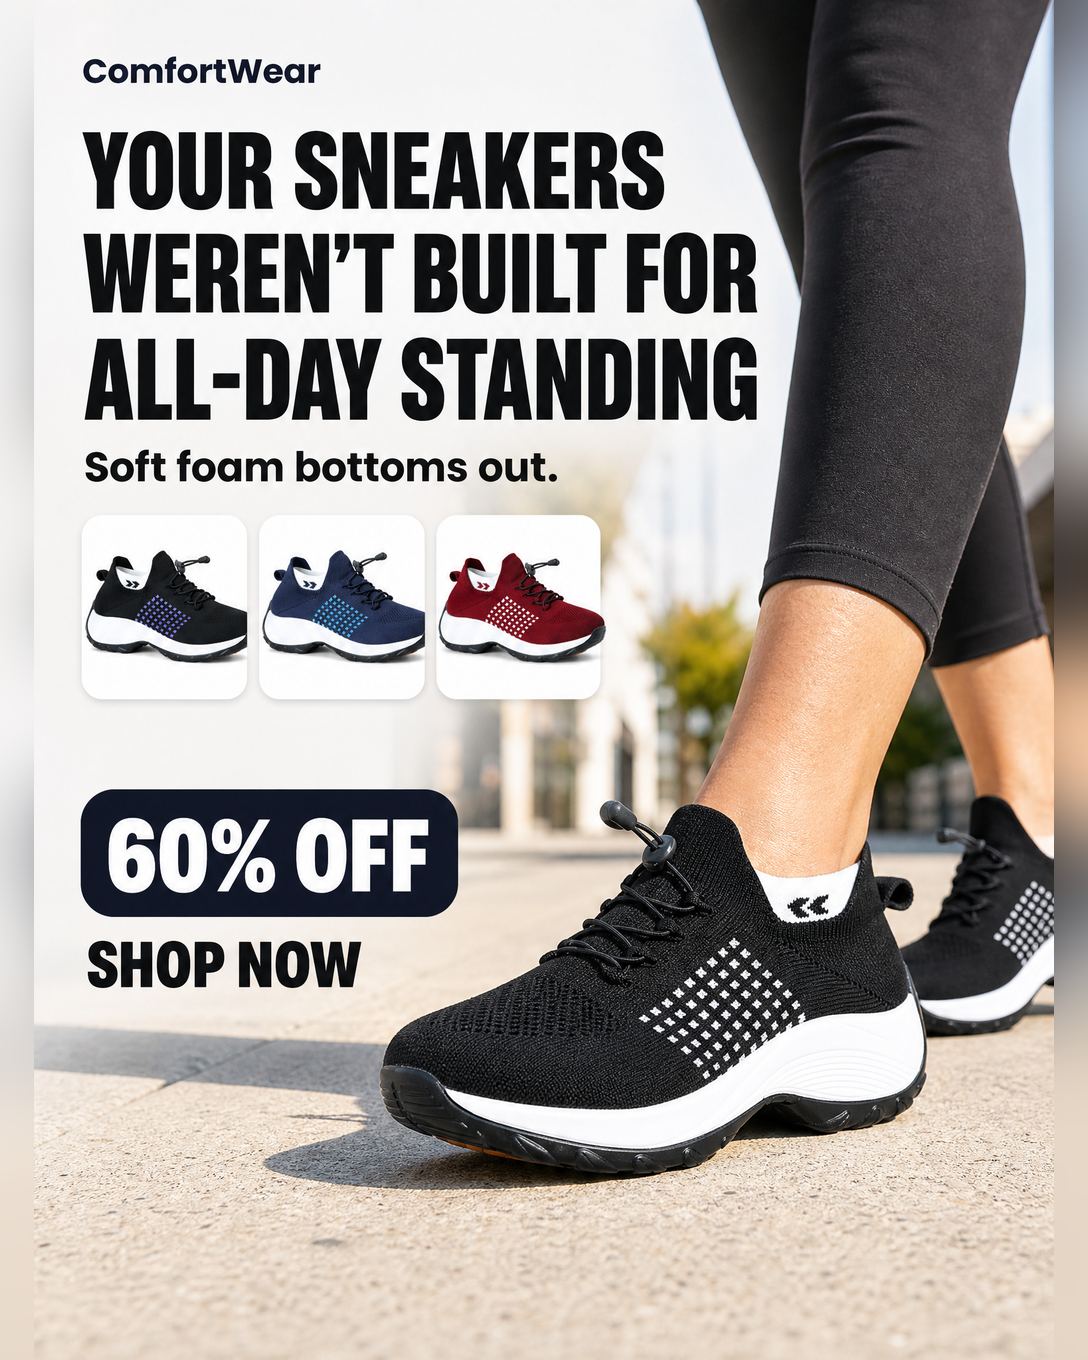 ComfortWear
YOUR SNEAKERS
WEREN’T BUILT FOR
ALL-DAY STANDING
Soft foam bottoms out.
60% OFF
SHOP NOW